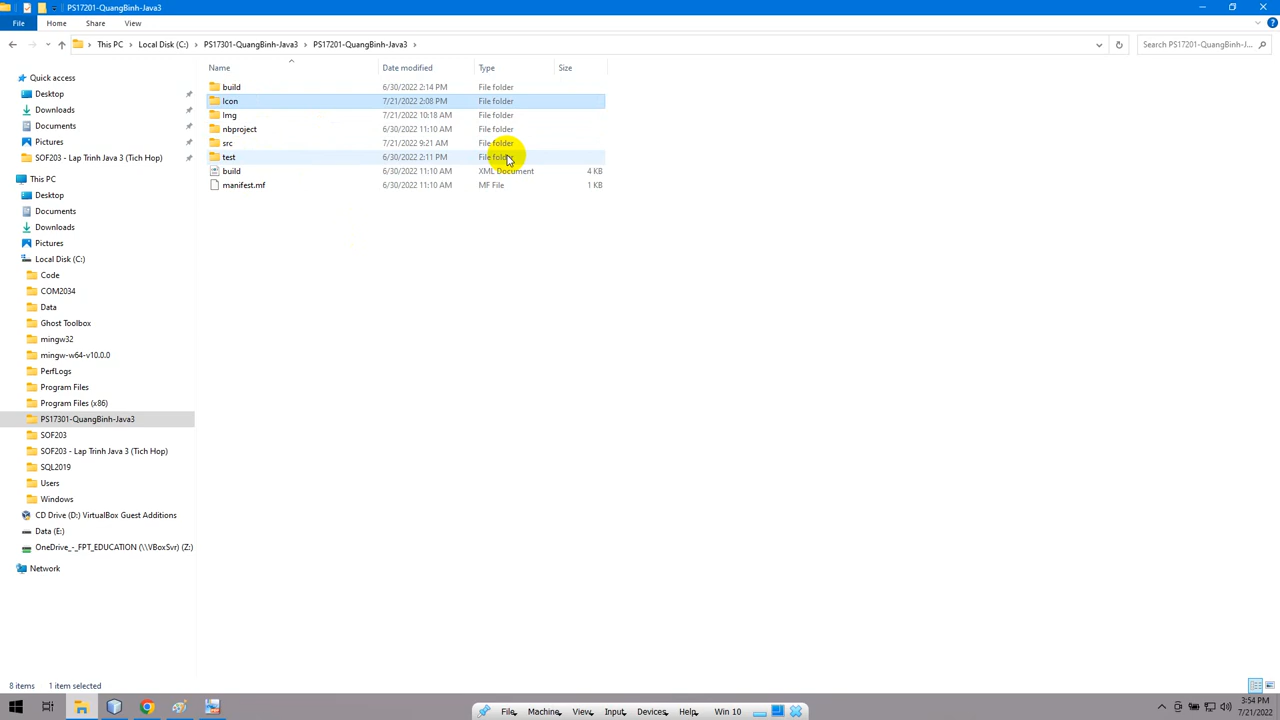 PS17201-QuangBinh-Java3
File Home Share View
This PC Local Disk (C:) PS17301-QuangBinh-Java3 PS17201-QuangBinh-Java3 Search PS17201-QuangBinh-J...
Name Date modified Type Size
build 6/30/2022 2:14 PM File folder
Icon 7/21/2022 2:08 PM File folder
Img 7/21/2022 10:18 AM File folder
nbproject 6/30/2022 11:10 AM File folder
src 7/21/2022 9:21 AM File folder
test 6/30/2022 2:11 PM File folder
build 6/30/2022 11:10 AM XML Document 4 KB
manifest.mf 6/30/2022 11:10 AM MF File 1 KB
Quick access
Desktop
Downloads
Documents
Pictures
SOF203 - Lap Trinh Java 3 (Tich Hop)
This PC
Desktop
Documents
Downloads
Pictures
Local Disk (C:)
Code
COM2034
Data
Ghost Toolbox
mingw32
mingw-w64-v10.0.0
PerfLogs
Program Files
Program Files (x86)
PS17301-QuangBinh-Java3
SOF203
SOF203 - Lap Trinh Java 3 (Tich Hop)
SQL2019
Users
Windows
CD Drive (D:) VirtualBox Guest Additions
Data (E:)
OneDrive_-_FPT_EDUCATION (\\VBoxSvr) (Z:)
Network
8 items 1 item selected
File Machine View Input Devices Help Win 10
3:54 PM
7/21/2022